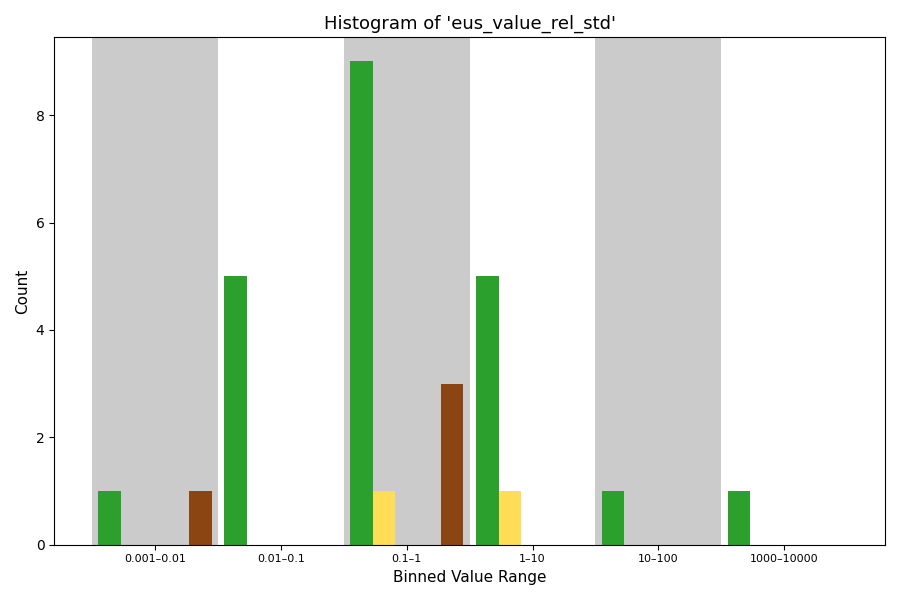 Histogram of 'eus_value_rel_std'
Count
8
6
4
2
0
0.001–0.01 0.01–0.1 0.1–1 1–10 10–100 1000–10000
Binned Value Range